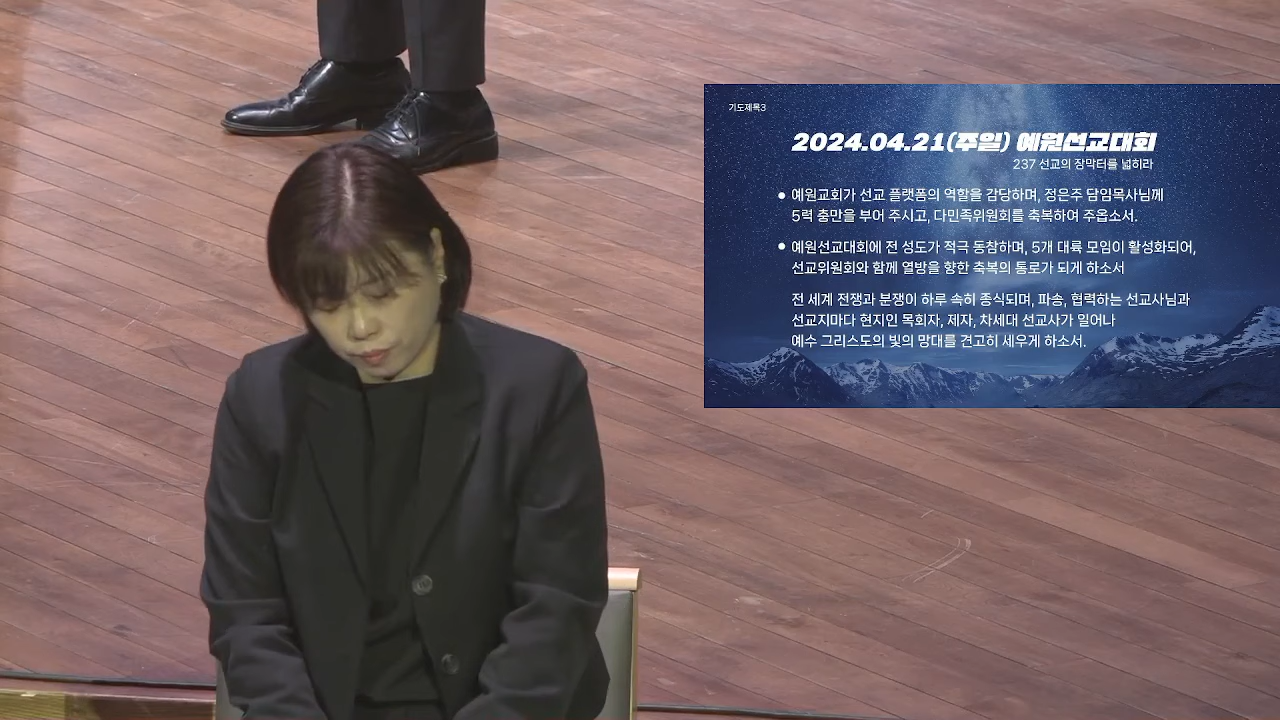 기도제목3
2024.04.21(주일) 예원선교대회
237 선교의 장막터를 넓히라
● 예원교회가 선교 플랫폼의 역할을 감당하며, 정은주 담임목사님께
5력 충만을 부어 주시고, 다민족위원회를 축복하여 주옵소서.
● 예원선교대회에 전 성도가 적극 동참하며, 5개 대륙 모임이 활성화되어,
선교위원회와 함께 열방을 향한 축복의 통로가 되게 하소서
전 세계 전쟁과 분쟁이 하루 속히 종식되며, 파송, 협력하는 선교사님과
선교지마다 현지인 목회자, 제자, 차세대 선교사가 일어나
예수 그리스도의 빛의 망대를 견고히 세우게 하소서.